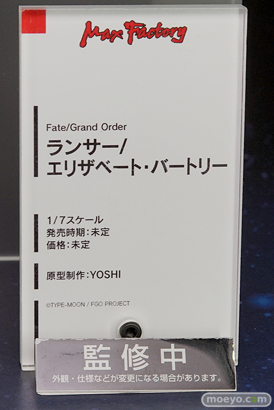 Max Factory
Fate/Grand Order
ランサー/
エリザベート・バートリー
1/7スケール
発売時期:未定
価格:未定
原型制作:YOSHI
©TYPE-MOON / FGO PROJECT
監修中
外観・仕様などが変更になる場合があります。
moeyo.com